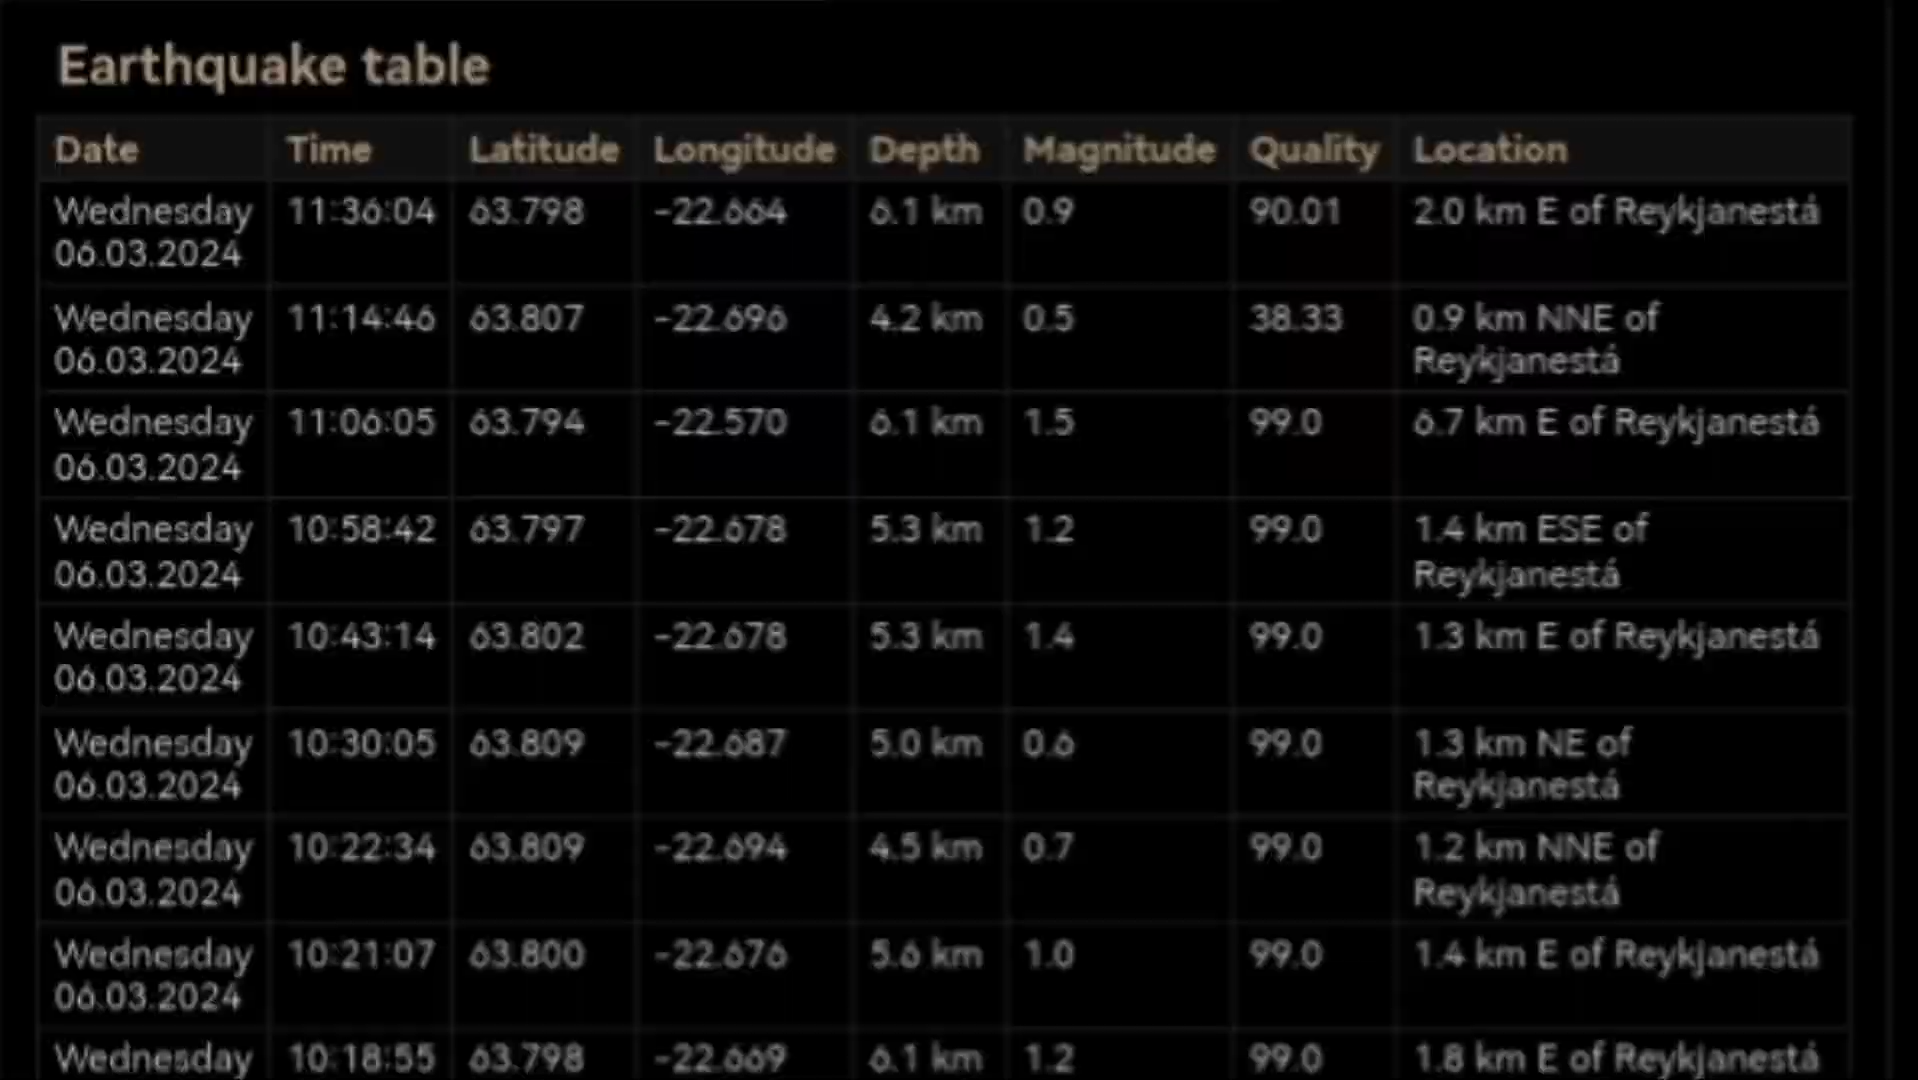 Earthquake table
Date Time Latitude Longitude Depth Magnitude Quality Location
Wednesday 11:36:04 63.798 -22.664 6.1 km 0.9 90.01 2.0 km E of Reykjanestá
06.03.2024
Wednesday 11:14:46 63.807 -22.696 4.2 km 0.5 38.33 0.9 km NNE of
06.03.2024 Reykjanestá
Wednesday 11:06:05 63.794 -22.570 6.1 km 1.5 99.0 6.7 km E of Reykjanestá
06.03.2024
Wednesday 10:58:42 63.797 -22.678 5.3 km 1.2 99.0 1.4 km ESE of
06.03.2024 Reykjanestá
Wednesday 10:43:14 63.802 -22.678 5.3 km 1.4 99.0 1.3 km E of Reykjanestá
06.03.2024
Wednesday 10:30:05 63.809 -22.687 5.0 km 0.6 99.0 1.3 km NE of
06.03.2024 Reykjanestá
Wednesday 10:22:34 63.809 -22.694 4.5 km 0.7 99.0 1.2 km NNE of
06.03.2024 Reykjanestá
Wednesday 10:21:07 63.800 -22.676 5.6 km 1.0 99.0 1.4 km E of Reykjanestá
06.03.2024
Wednesday 10:18:55 63.798 -22.669 6.1 km 1.2 99.0 1.8 km E of Reykjanestá